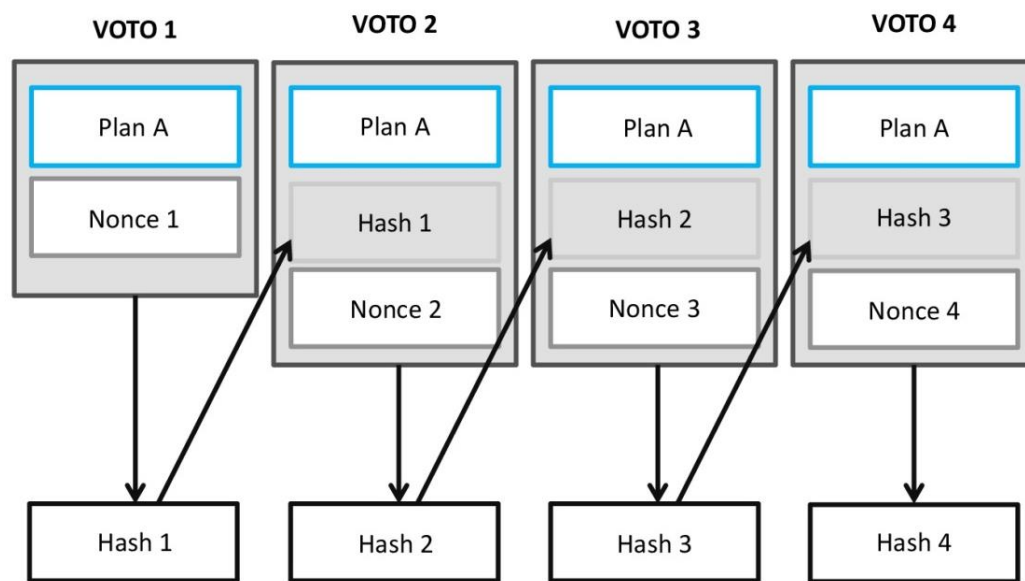 VOTO 1
VOTO 2
VOTO 3
VOTO 4
Plan A
Plan A
Plan A
Plan A
Nonce 1
Hash 1
Hash 2
Hash 3
Nonce 2
Nonce 3
Nonce 4
Hash 1
Hash 2
Hash 3
Hash 4